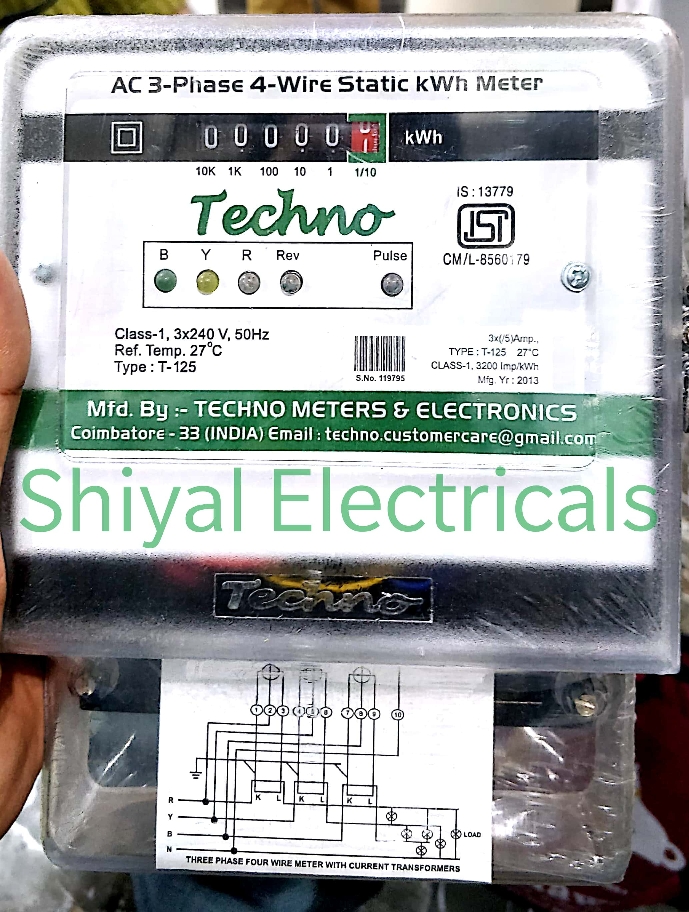 AC 3-Phase 4-Wire Static kWh Meter
0 0 0 0 0 1 kWh
10K 1K 100 10 1 1/10
Techno
IS : 13779
ISI
CM/L-8560179
B Y R Rev Pulse
Class-1, 3x240 V, 50Hz
Ref. Temp. 27°C
Type : T-125
S.No. 119795
3x(/5)Amp.,
TYPE : T-125 27°C
CLASS-1, 3200 Imp/kWh
Mfg. Yr : 2013
Mfd. By :- TECHNO METERS & ELECTRONICS
Coimbatore - 33 (INDIA) Email : techno.customercare@gmail.com
Shiyal Electricals
Techno
1 2 3 4 5 6 7 8 9 10
K L K L K L
R
Y
B
N
LOAD
THREE PHASE FOUR WIRE METER WITH CURRENT TRANSFORMERS